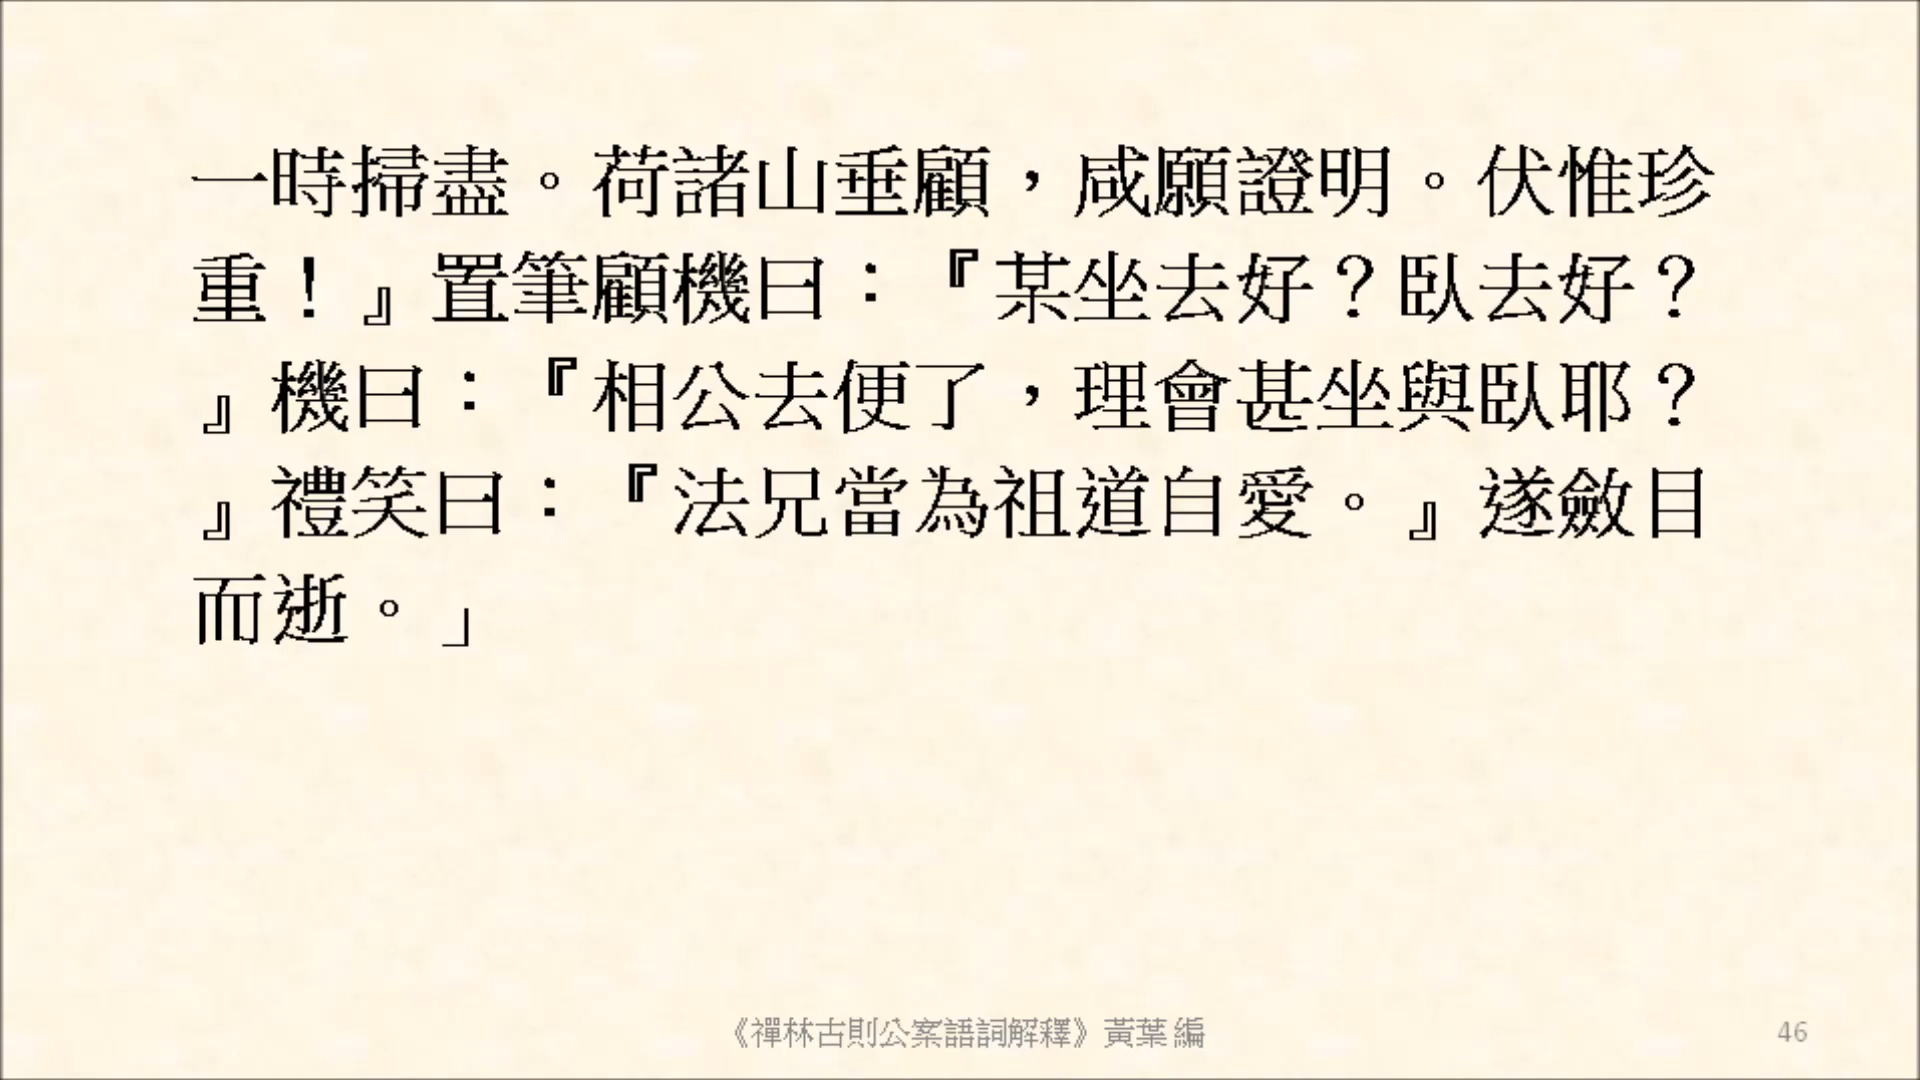 一時掃盡。荷諸山垂顧，咸願證明。伏惟珍
重！』置筆顧機曰：『某坐去好？臥去好？
』機曰：『相公去便了，理會甚坐與臥耶？
』禮笑曰：『法兄當為祖道自愛。』遂斂目
而逝。」
《禪林古則公案語詞解釋》黃葉 編
46